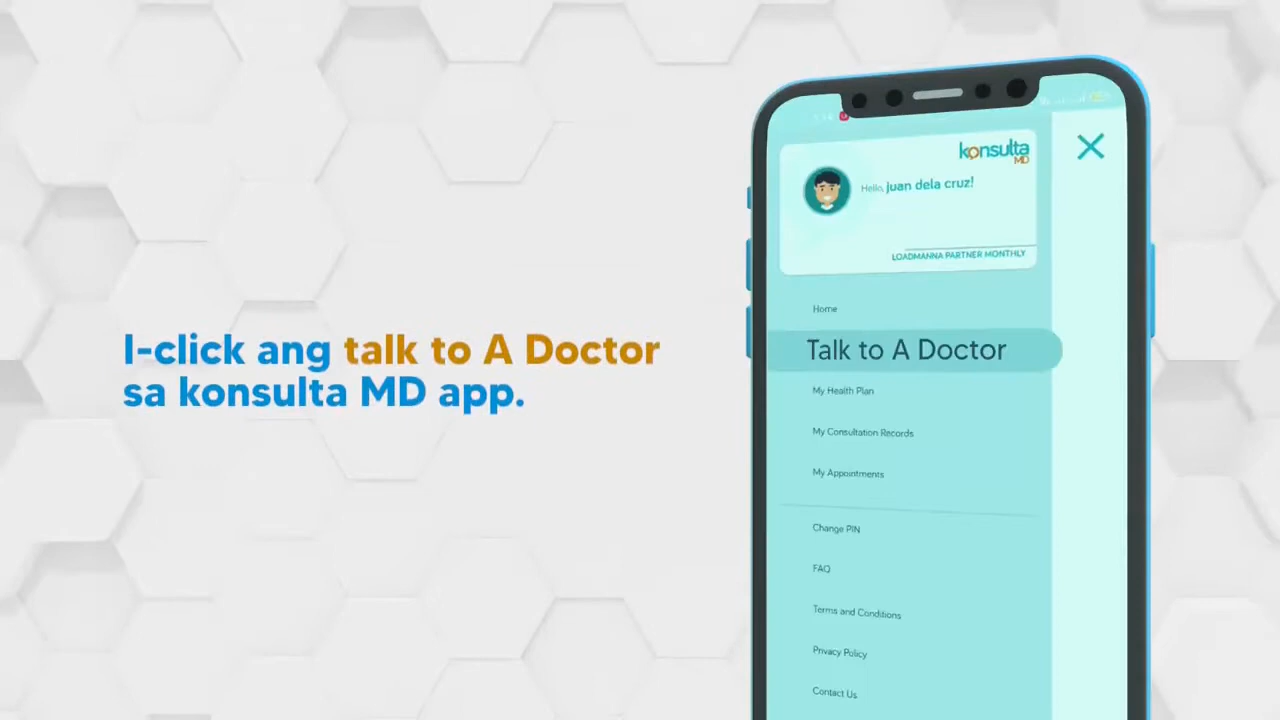 I-click ang talk to A Doctor
sa konsulta MD app.
konsulta
MD
Hello, juan dela cruz!
LOADMANNA PARTNER MONTHLY
Home
Talk to A Doctor
My Health Plan
My Consultation Records
My Appointments
Change PIN
FAQ
Terms and Conditions
Privacy Policy
Contact Us